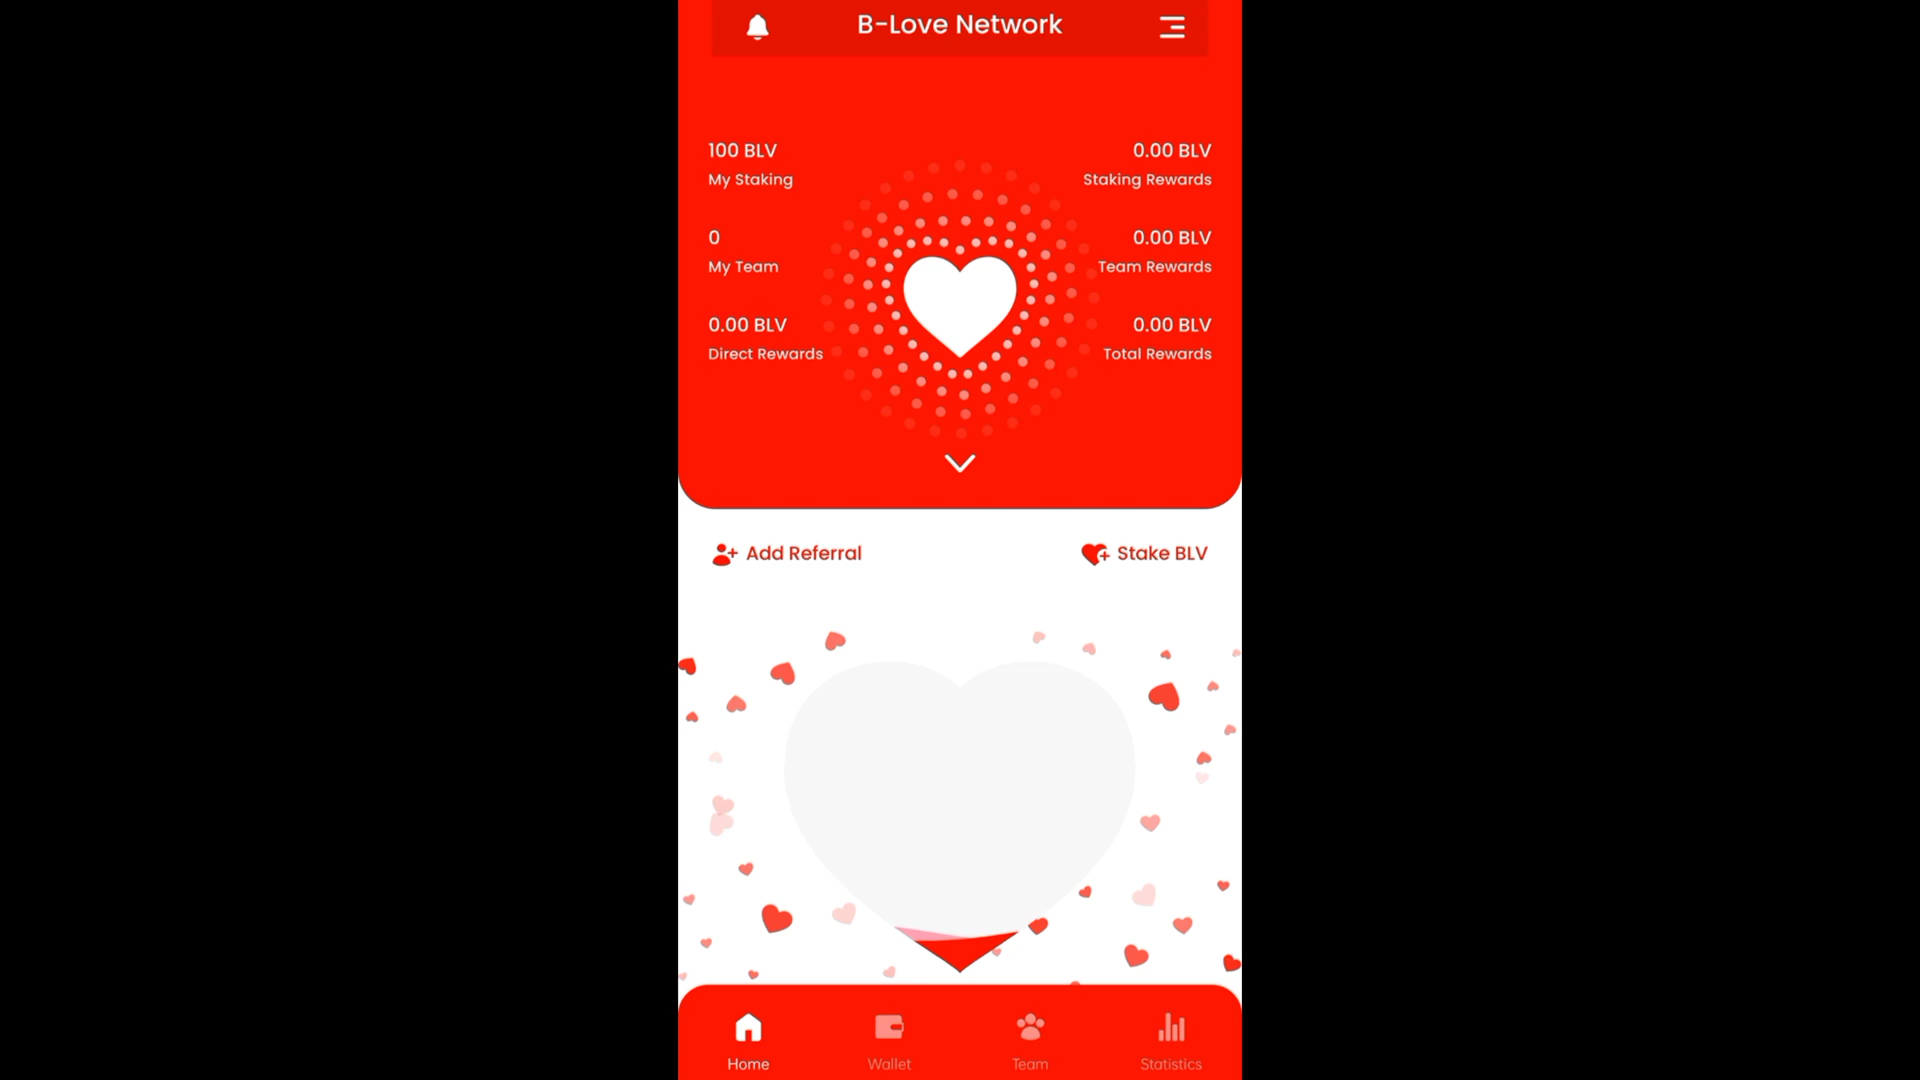 B-Love Network
100 BLV
My Staking
0.00 BLV
Staking Rewards
0
My Team
0.00 BLV
Team Rewards
0.00 BLV
Direct Rewards
0.00 BLV
Total Rewards
Add Referral
Stake BLV
Home
Wallet
Team
Statistics